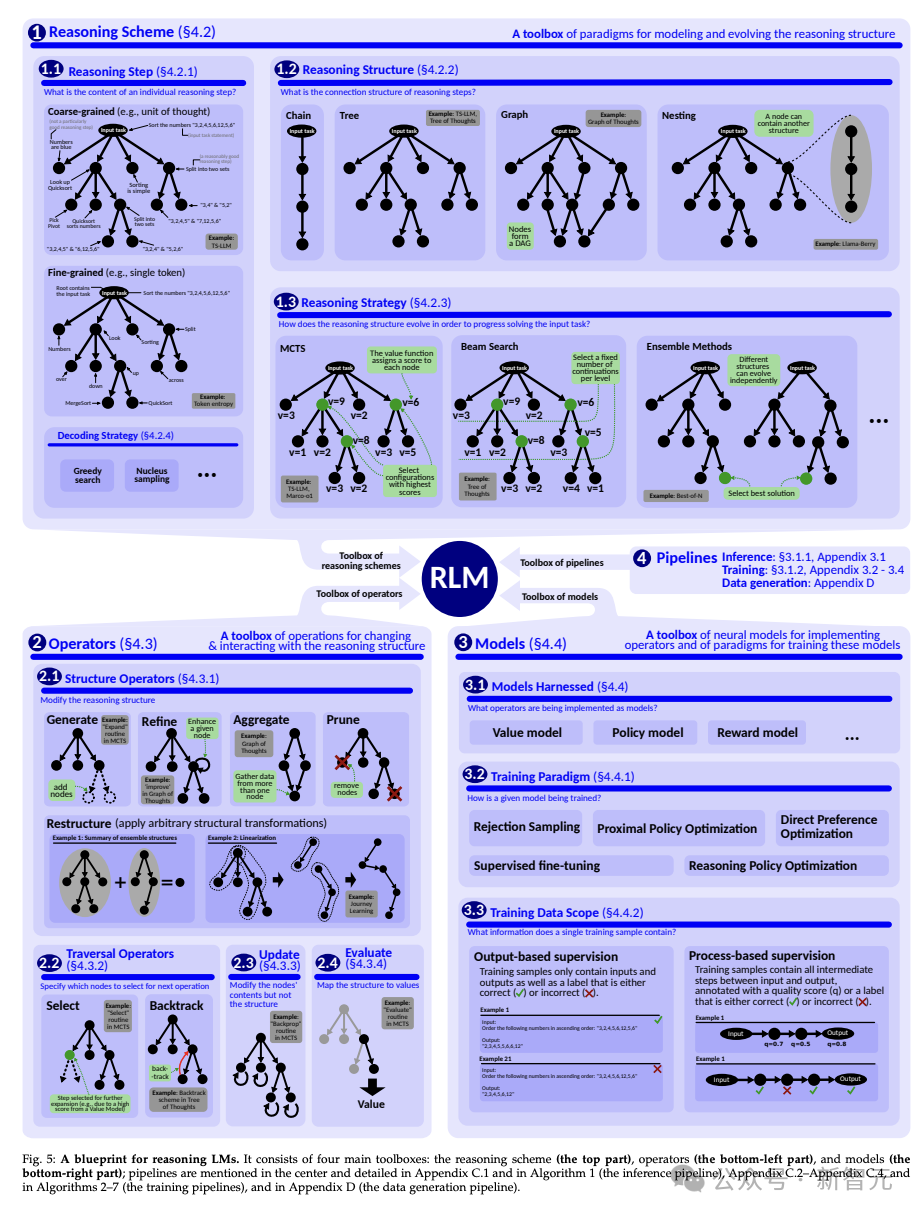 1 Reasoning Scheme (§4.2)
A toolbox of paradigms for modeling and evolving the reasoning structure
1.1 Reasoning Step (§4.2.1)
What is the content of an individual reasoning step?
Coarse-grained (e.g., unit of thought)
(not a particularly
good reasoning step)
Input task
Sort the numbers "3,2,4,5,6,12,5,6"
(input task statement)
Numbers
are blue
(a reasonably good
reasoning step)
Split into two sets
Look up
Quicksort
Sorting
is simple
"3,4" & "5,2"
Pick
Pivot
Quicksort
sorts numbers
Split into
two sets
"3,2,4,5" & "7,12,5,6"
"3,2,4,5" & "6,12,5,6"
"3,2,4" & "5,2,6"
Example:
TS-LLM
Fine-grained (e.g., single token)
Root contains
the input task
Input task
Sort the numbers "3,2,4,5,6,12,5,6"
Numbers
Look
Sorting
Split
over
down
up
across
MergeSort
QuickSort
Example:
Token entropy
Decoding Strategy (§4.2.4)
Greedy
search
Nucleus
sampling
...
1.2 Reasoning Structure (§4.2.2)
What is the connection structure of reasoning steps?
Chain
Input task
Tree
Example: TS-LLM,
Tree of Thoughts
Input task
Graph
Example:
Graph of Thoughts
Input task
Nodes
form
a DAG
Nesting
A node can
contain another
structure
Input task
Example: Llama-Berry
1.3 Reasoning Strategy (§4.2.3)
How does the reasoning structure evolve in order to progress solving the input task?
MCTS
The value function
assigns a score to
each node
Input task
v=3
v=9
v=2
v=6
v=1
v=2
v=8
v=3
v=5
v=3
v=2
Select
configurations
with highest
scores
Example:
TS-LLM,
Marco-o1
Beam Search
Select a fixed
number of
continuations
per level
Input task
v=3
v=9
v=2
v=6
v=1
v=2
v=8
v=3
v=5
v=3
v=2
v=4
v=1
Example:
Tree of
Thoughts
Ensemble Methods
Different
structures
can evolve
independently
Input task
Input task
Example: Best-of-N
Select best solution
...
Toolbox of
reasoning schemes
RLM
Toolbox of pipelines
Toolbox of operators
Toolbox of models
4 Pipelines
Inference: §3.1.1, Appendix 3.1
Training: §3.1.2, Appendix 3.2 - 3.4
Data generation: Appendix D
2 Operators (§4.3)
A toolbox of operations for changing
& interacting with the reasoning structure
2.1 Structure Operators (§4.3.1)
Modify the reasoning structure
Generate
Example:
"Expand"
routine
in MCTS
add
nodes
Refine
Enhance
a given
node
Example:
'Improve'
in Graph of
Thoughts
Aggregate
Example:
Graph of
Thoughts
Gather data
from more
than one
node
Prune
remove
nodes
Restructure (apply arbitrary structural transformations)
Example 1: Summary of ensemble structures
+
=
Example 2: Linearization
Example:
Journey
Learning
2.2 Traversal Operators
(§4.3.2)
Specify which nodes to select for next operation
Select
Example:
"Select"
routine
in MCTS
Step selected for further
expansion (e.g., due to a high
score from a Value Model)
Backtrack
back-
-track
Example: Backtrack
scheme in Tree
of Thoughts
2.3 Update
(§4.3.3)
Modify the nodes'
contents but not
the structure
Example:
"Backprop"
routine
in MCTS
2.4 Evaluate
(§4.3.4)
Map the structure to values
Example:
"Evaluate"
routine
in MCTS
Value
3 Models (§4.4)
A toolbox of neural models for implementing
operators and of paradigms for training these models
3.1 Models Harnessed (§4.4)
What operators are being implemented as models?
Value model
Policy model
Reward model
...
3.2 Training Paradigm (§4.4.1)
How is a given model being trained?
Rejection Sampling
Proximal Policy Optimization
Direct Preference
Optimization
Supervised fine-tuning
Reasoning Policy Optimization
3.3 Training Data Scope (§4.4.2)
What information does a single training sample contain?
Output-based supervision
Training samples only contain inputs and
outputs as well as a label that is either
correct (✓) or incorrect (✗).
Example 1
Input:
Order the following numbers in ascending order: "3,2,4,5,6,12,5,6"
Output:
"2,3,4,5,5,6,6,12"
Example 21
Input:
Order the following numbers in ascending order: "3,2,4,5,6,12,5,6"
Output:
"2,3,4,5,6,12"
Process-based supervision
Training samples contain all intermediate
steps between input and output,
annotated with a quality score (q) or a label
that is either correct (✓) or incorrect (✗).
Example 1
Input
Output
q=0.7
q=0.5
q=0.8
Example 1
Input
Output
Fig. 5: A blueprint for reasoning LMs. It consists of four main toolboxes: the reasoning scheme (the top part), operators (the bottom-left part), and models (the
bottom-right part); pipelines are mentioned in the center and detailed in Appendix C.1 and in Algorithm 1 (the inference pipeline), Appendix C.2–Appendix C.4, and
in Algorithms 2–7 (the training pipelines), and in Appendix D (the data generation pipeline).
公众号 · 新智元